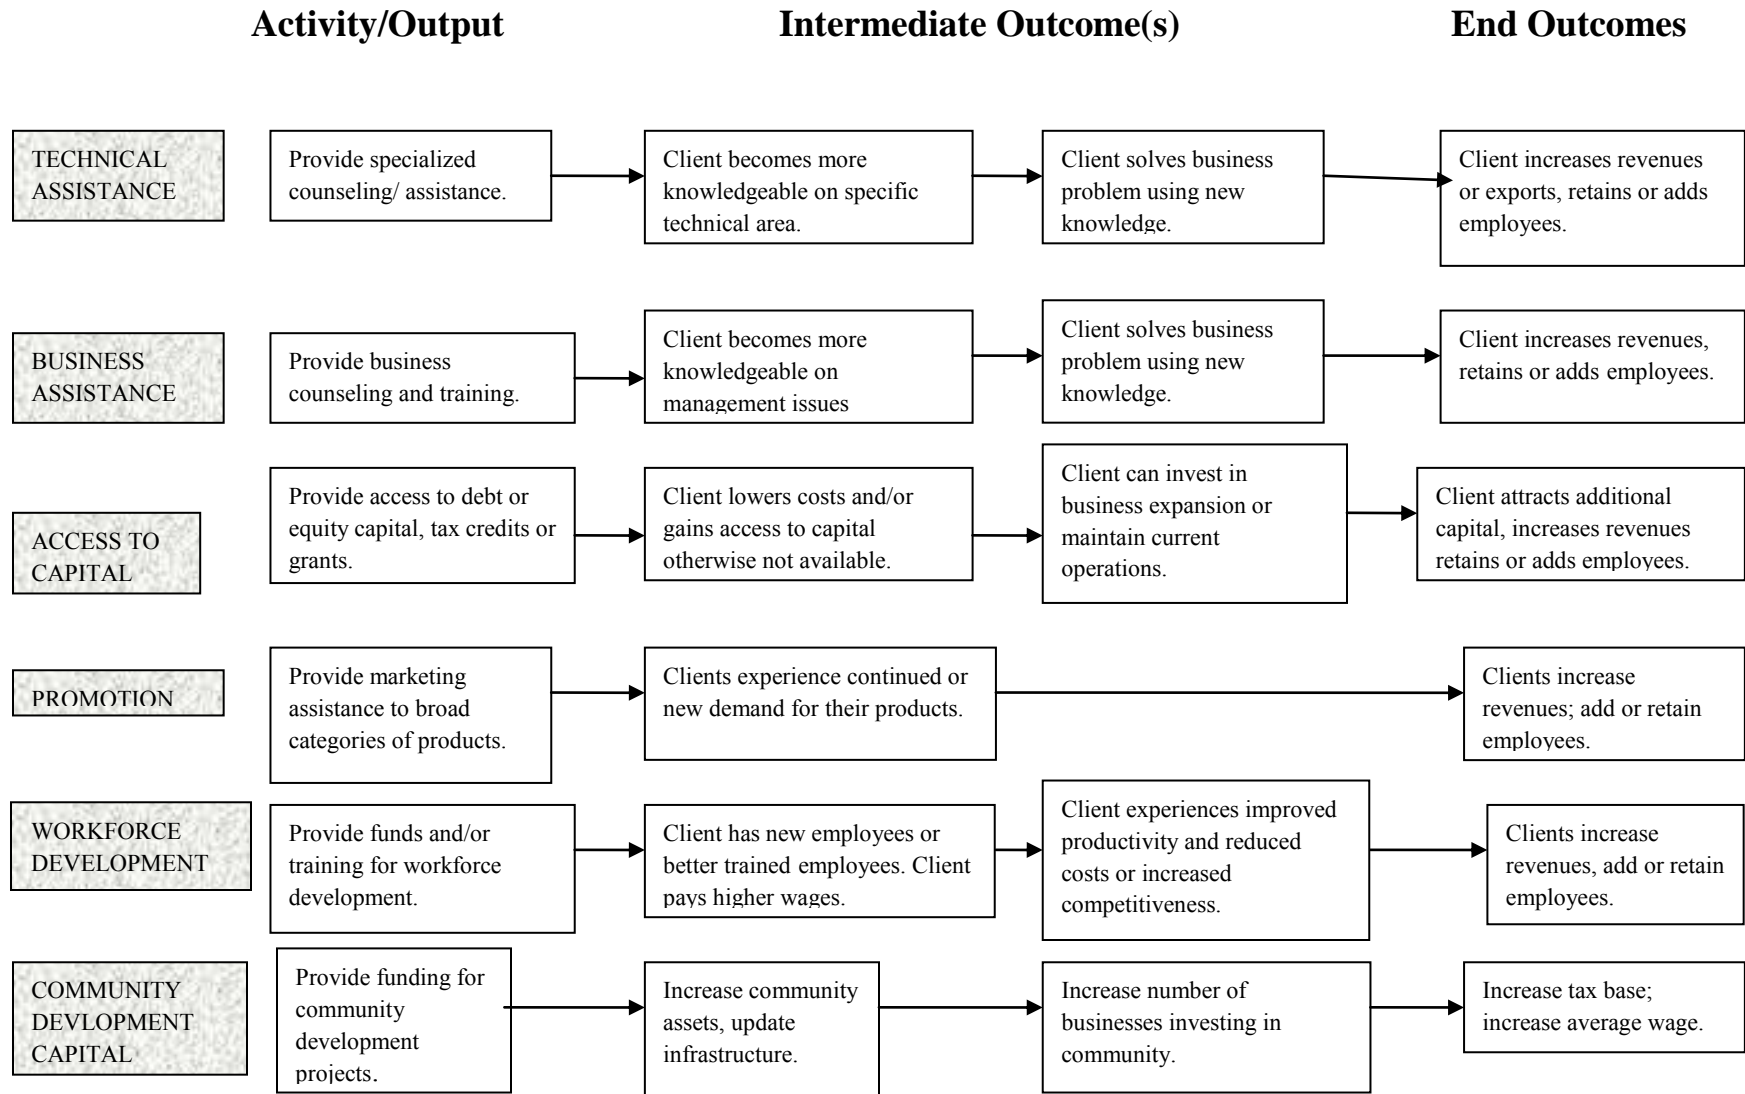 Activity/Output
Intermediate Outcome(s)
End Outcomes
TECHNICAL
ASSISTANCE
Provide specialized
counseling/ assistance.
Client becomes more
knowledgeable on specific
technical area.
Client solves business
problem using new
knowledge.
Client increases revenues
or exports, retains or adds
employees.
BUSINESS
ASSISTANCE
Provide business
counseling and training.
Client becomes more
knowledgeable on
management issues
Client solves business
problem using new
knowledge.
Client increases revenues,
retains or adds employees.
ACCESS TO
CAPITAL
Provide access to debt or
equity capital, tax credits or
grants.
Client lowers costs and/or
gains access to capital
otherwise not available.
Client can invest in
business expansion or
maintain current
operations.
Client attracts additional
capital, increases revenues
retains or adds employees.
PROMOTION
Provide marketing
assistance to broad
categories of products.
Clients experience continued or
new demand for their products.
Clients increase
revenues; add or retain
employees.
WORKFORCE
DEVELOPMENT
Provide funds and/or
training for workforce
development.
Client has new employees or
better trained employees. Client
pays higher wages.
Client experiences improved
productivity and reduced
costs or increased
competitiveness.
Clients increase
revenues, add or retain
employees.
COMMUNITY
DEVLOPMENT
CAPITAL
Provide funding for
community
development
projects.
Increase community
assets, update
infrastructure.
Increase number of
businesses investing in
community.
Increase tax base;
increase average wage.